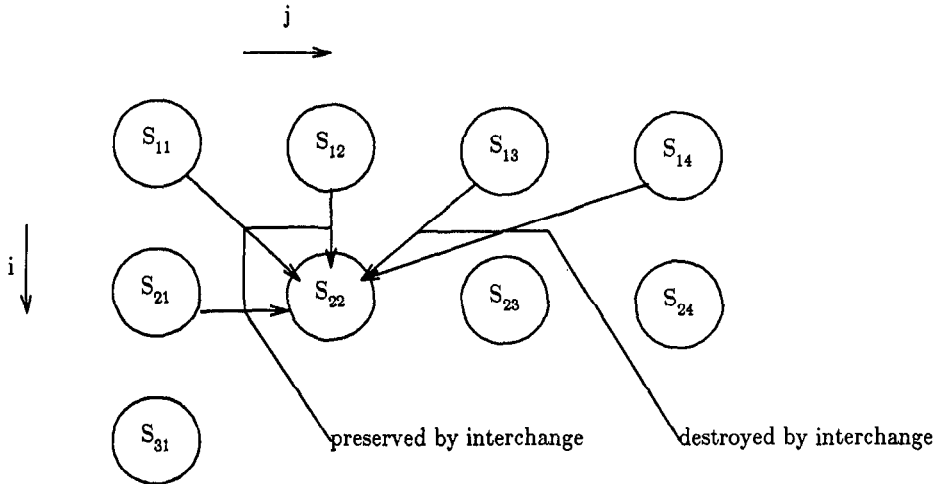 j
S₁₁ S₁₂ S₁₃ S₁₄
i
S₂₁ S₂₂ S₂₃ S₂₄
S₃₁
preserved by interchange destroyed by interchange